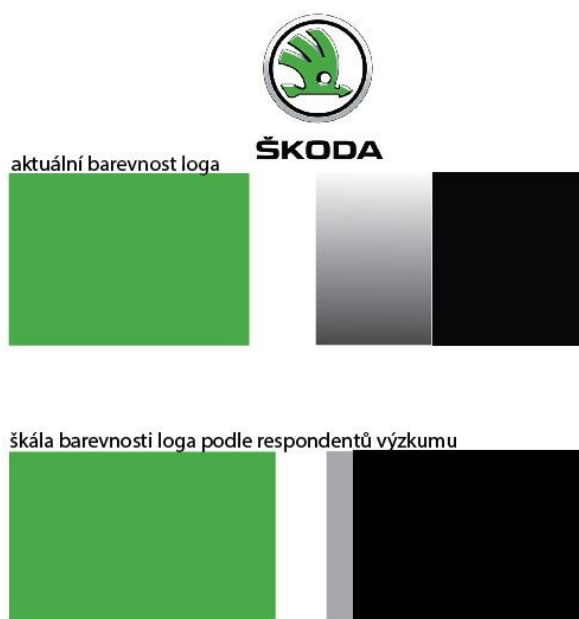 ŠKODA
aktuální barevnost loga
škála barevnosti loga podle respondentů výzkumu